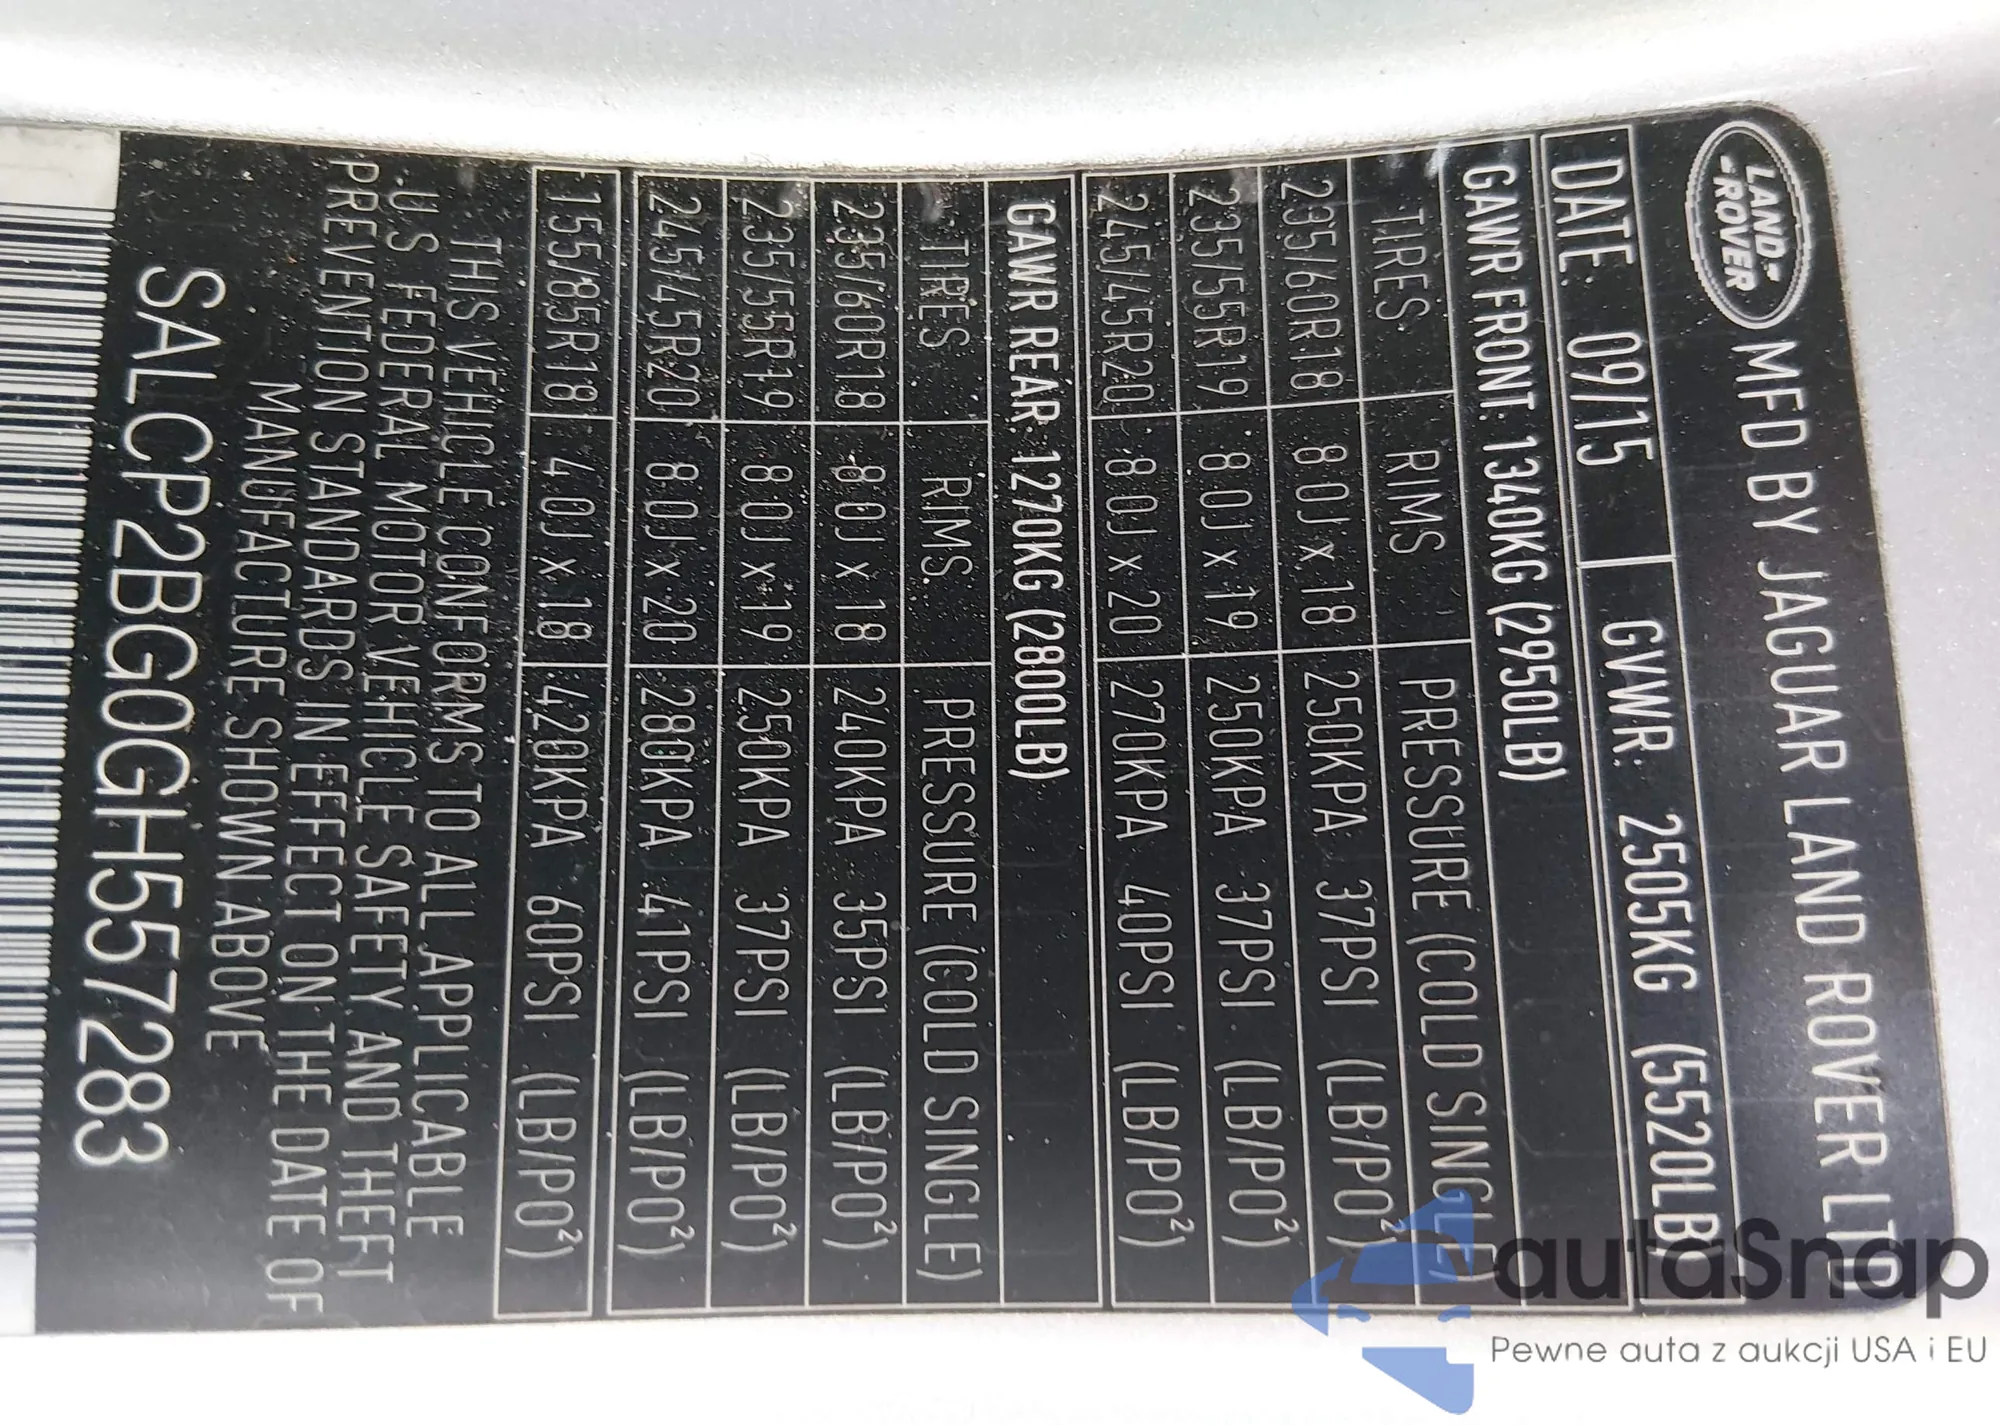 LAND-
-ROVER
MFD BY JAGUAR LAND ROVER LTD
DATE: 09/15 GVWR: 2505KG (5520LB)
GAWR FRONT: 1340KG (2950LB)
TIRES RIMS PRESSURE (COLD SINGLE)
235/60R18 8.0J x 18 250KPA 37PSI (LB/PO²)
235/55R19 8.0J x 19 250KPA 37PSI (LB/PO²)
245/45R20 8.0J x 20 270KPA 40PSI (LB/PO²)
GAWR REAR: 1270KG (2800LB)
TIRES RIMS PRESSURE (COLD SINGLE)
235/60R18 8.0J x 18 240KPA 35PSI (LB/PO²)
235/55R19 8.0J x 19 250KPA 37PSI (LB/PO²)
245/45R20 8.0J x 20 280KPA 41PSI (LB/PO²)
155/85R18 4.0J x 18 420KPA 60PSI (LB/PO²)
THIS VEHICLE CONFORMS TO ALL APPLICABLE
U S FEDERAL MOTOR VEHICLE SAFETY AND THEFT
PREVENTION STANDARDS IN EFFECT ON THE DATE OF
MANUFACTURE SHOWN ABOVE
SALCP2BG0GH557283
autaSnap
Pewne auta z aukcji USA i EU